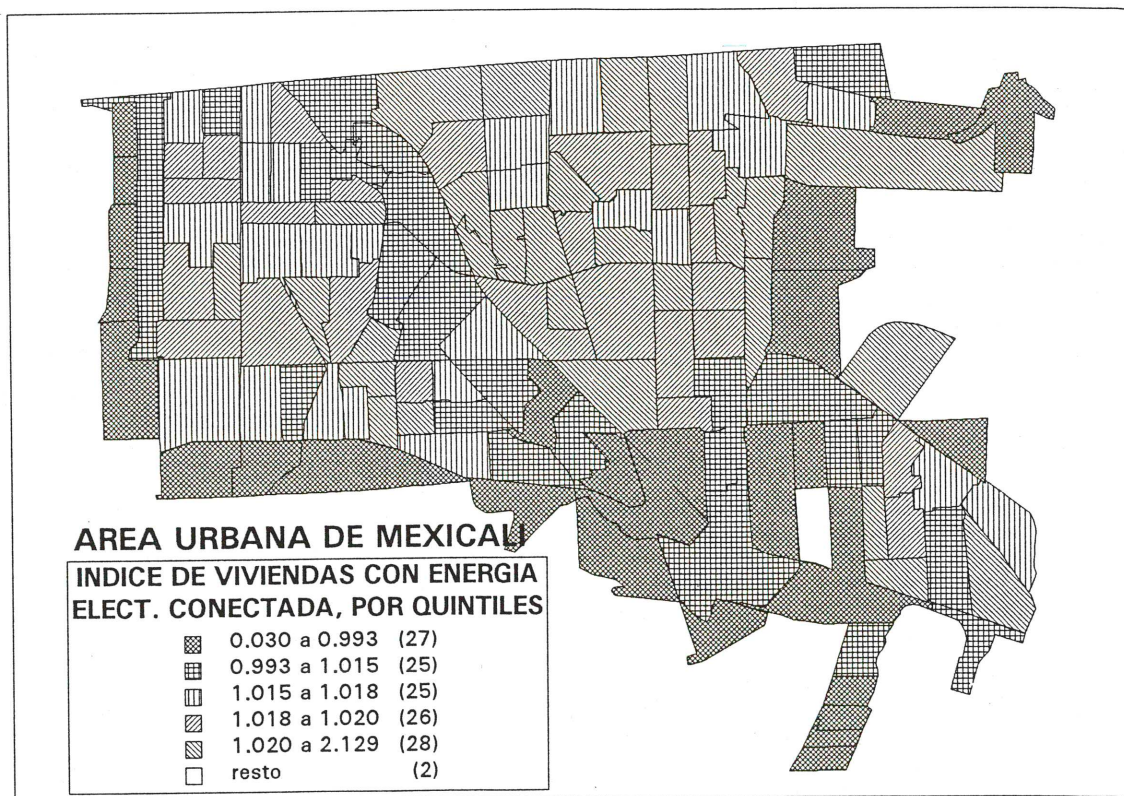 AREA URBANA DE MEXICALI
INDICE DE VIVIENDAS CON ENERGIA
ELECT. CONECTADA, POR QUINTILES
0.030 a 0.993 (27)
0.993 a 1.015 (25)
1.015 a 1.018 (25)
1.018 a 1.020 (26)
1.020 a 2.129 (28)
resto (2)